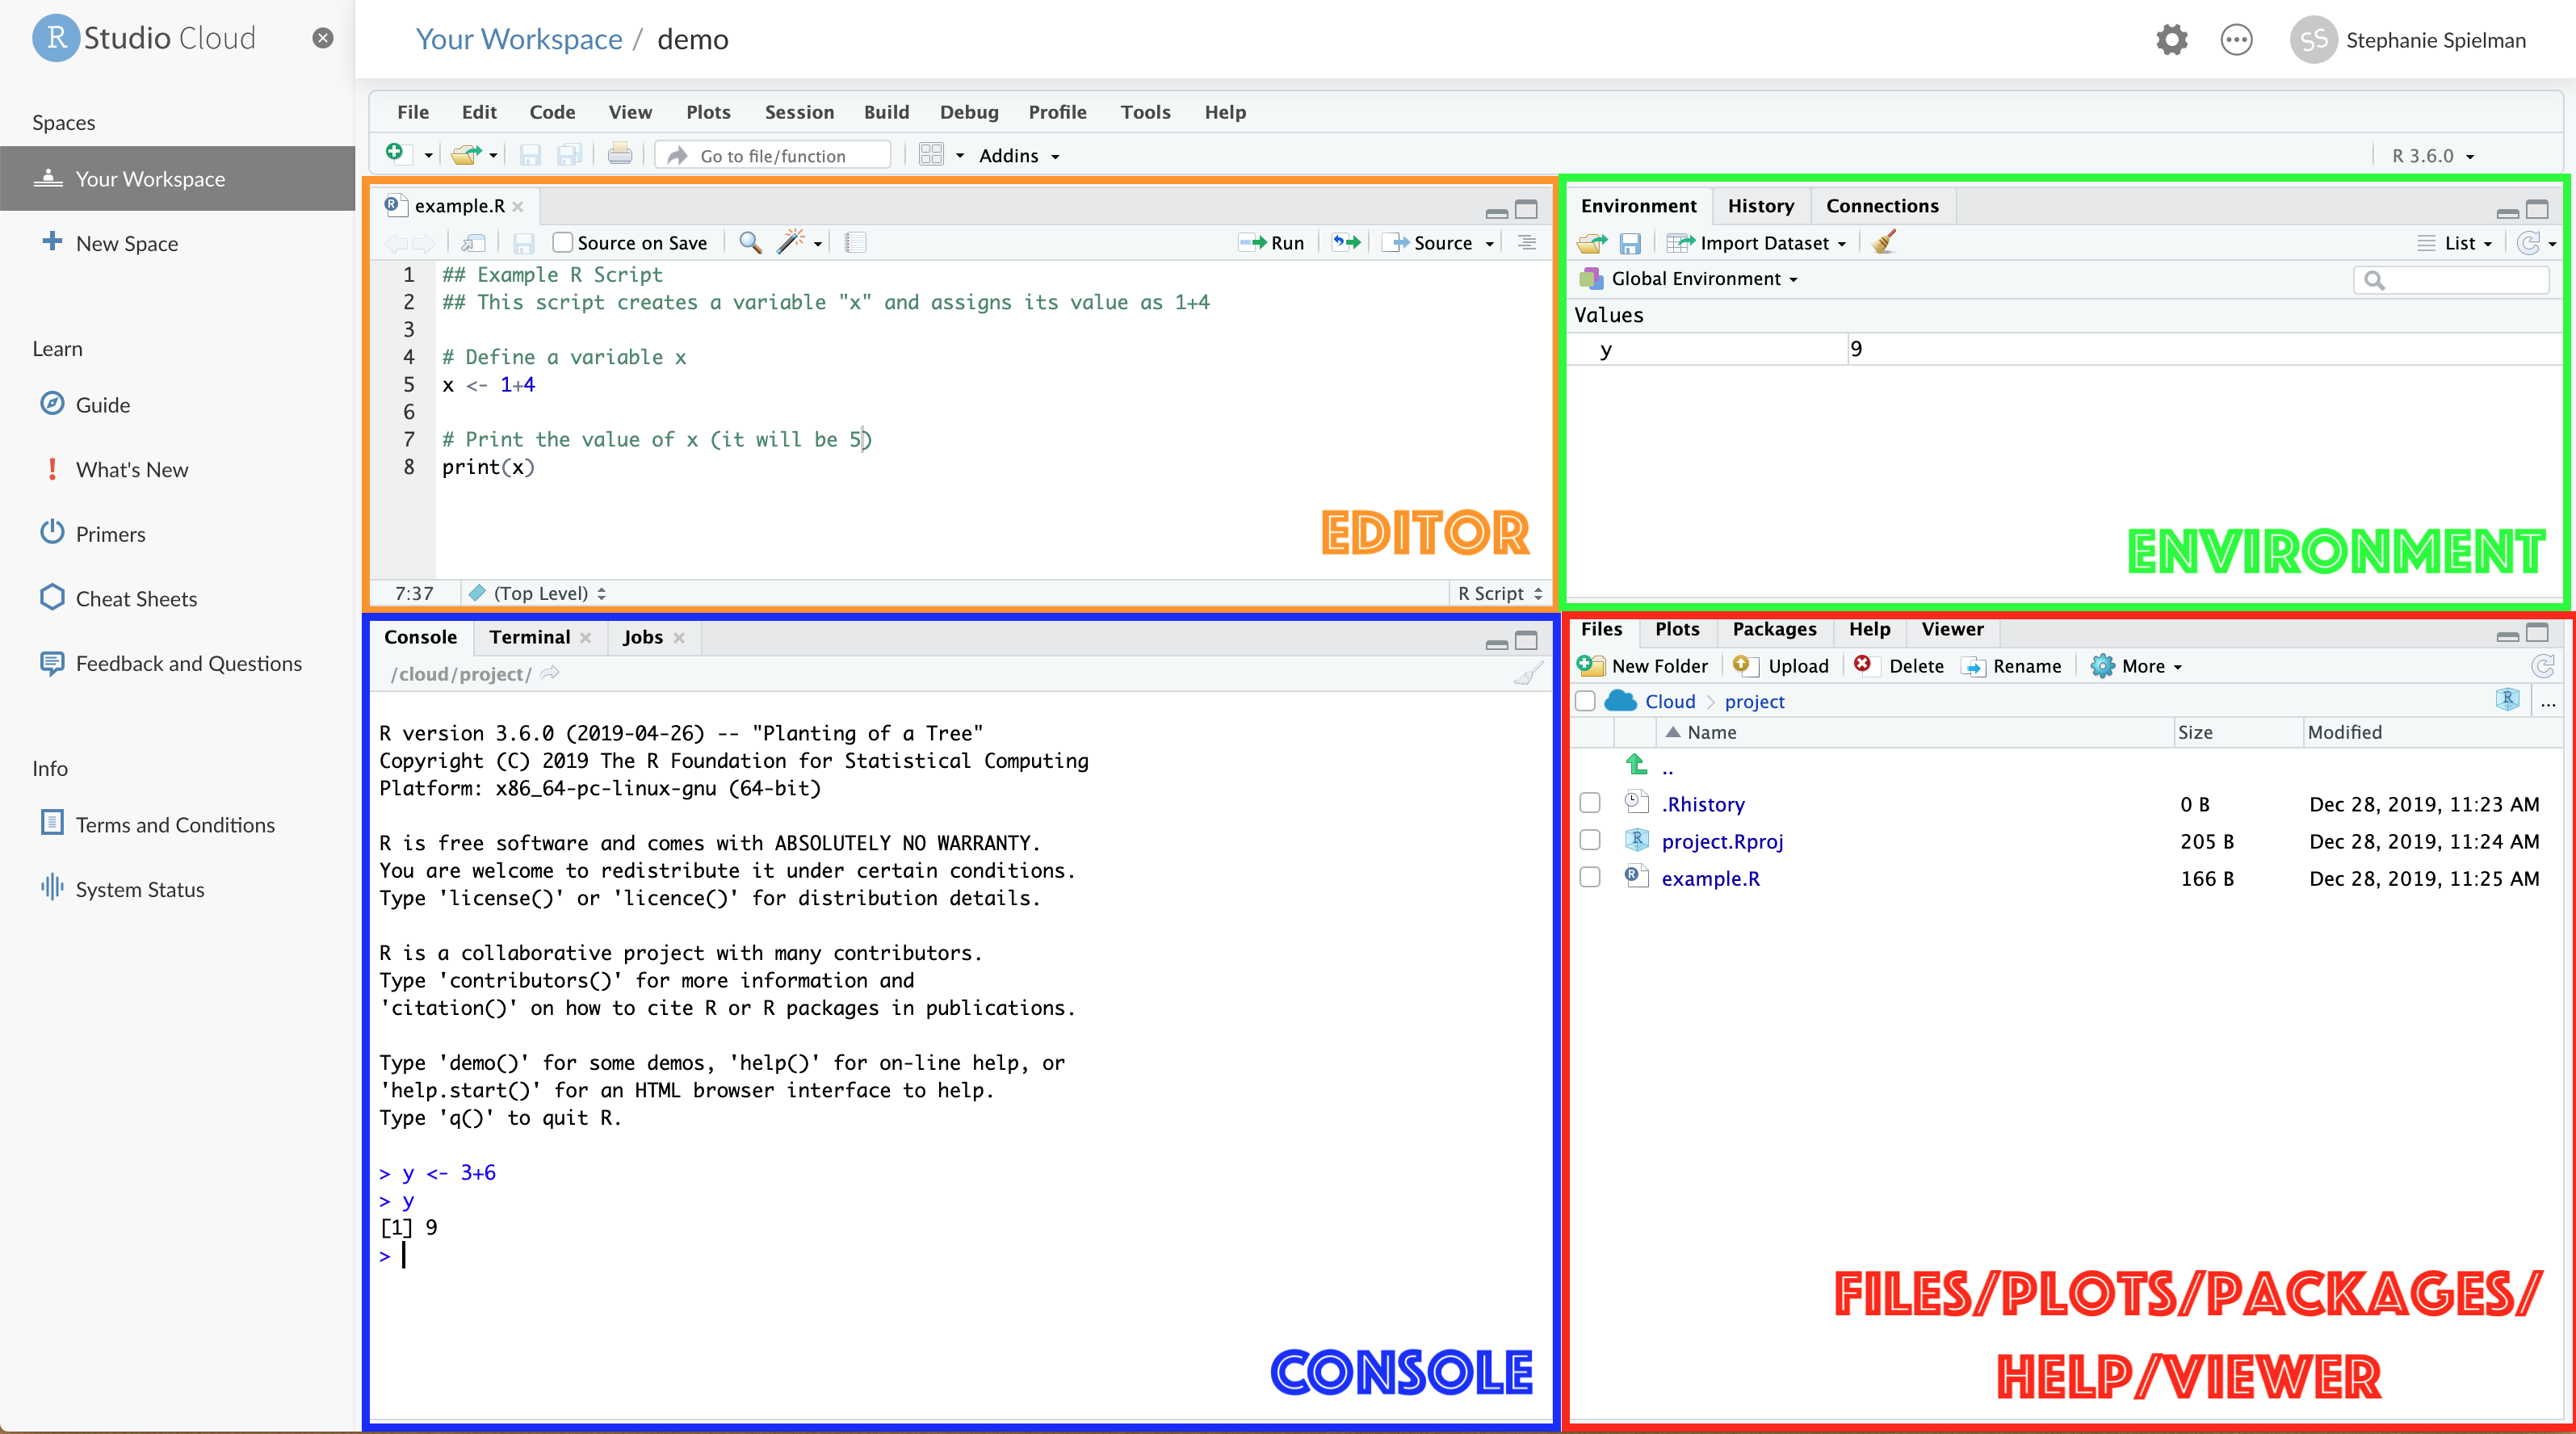 R Studio Cloud
Your Workspace / demo
SS Stephanie Spielman
Spaces
Your Workspace
New Space
Learn
Guide
What's New
Primers
Cheat Sheets
Feedback and Questions
Info
Terms and Conditions
System Status
File Edit Code View Plots Session Build Debug Profile Tools Help
Go to file/function Addins R 3.6.0
example.R
Source on Save Run Source
1 ## Example R Script
2 ## This script creates a variable "x" and assigns its value as 1+4
3
4 # Define a variable x
5 x <- 1+4
6
7 # Print the value of x (it will be 5)
8 print(x)
EDITOR
7:37 (Top Level) R Script
Environment History Connections
Import Dataset List
Global Environment
Values
y 9
ENVIRONMENT
Console Terminal Jobs
/cloud/project/
R version 3.6.0 (2019-04-26) -- "Planting of a Tree"
Copyright (C) 2019 The R Foundation for Statistical Computing
Platform: x86_64-pc-linux-gnu (64-bit)
R is free software and comes with ABSOLUTELY NO WARRANTY.
You are welcome to redistribute it under certain conditions.
Type 'license()' or 'licence()' for distribution details.
R is a collaborative project with many contributors.
Type 'contributors()' for more information and
'citation()' on how to cite R or R packages in publications.
Type 'demo()' for some demos, 'help()' for on-line help, or
'help.start()' for an HTML browser interface to help.
Type 'q()' to quit R.
> y <- 3+6
> y
[1] 9
>
CONSOLE
Files Plots Packages Help Viewer
New Folder Upload Delete Rename More
Cloud > project ...
Name Size Modified
..
.Rhistory 0 B Dec 28, 2019, 11:23 AM
project.Rproj 205 B Dec 28, 2019, 11:24 AM
example.R 166 B Dec 28, 2019, 11:25 AM
FILES/PLOTS/PACKAGES/
HELP/VIEWER